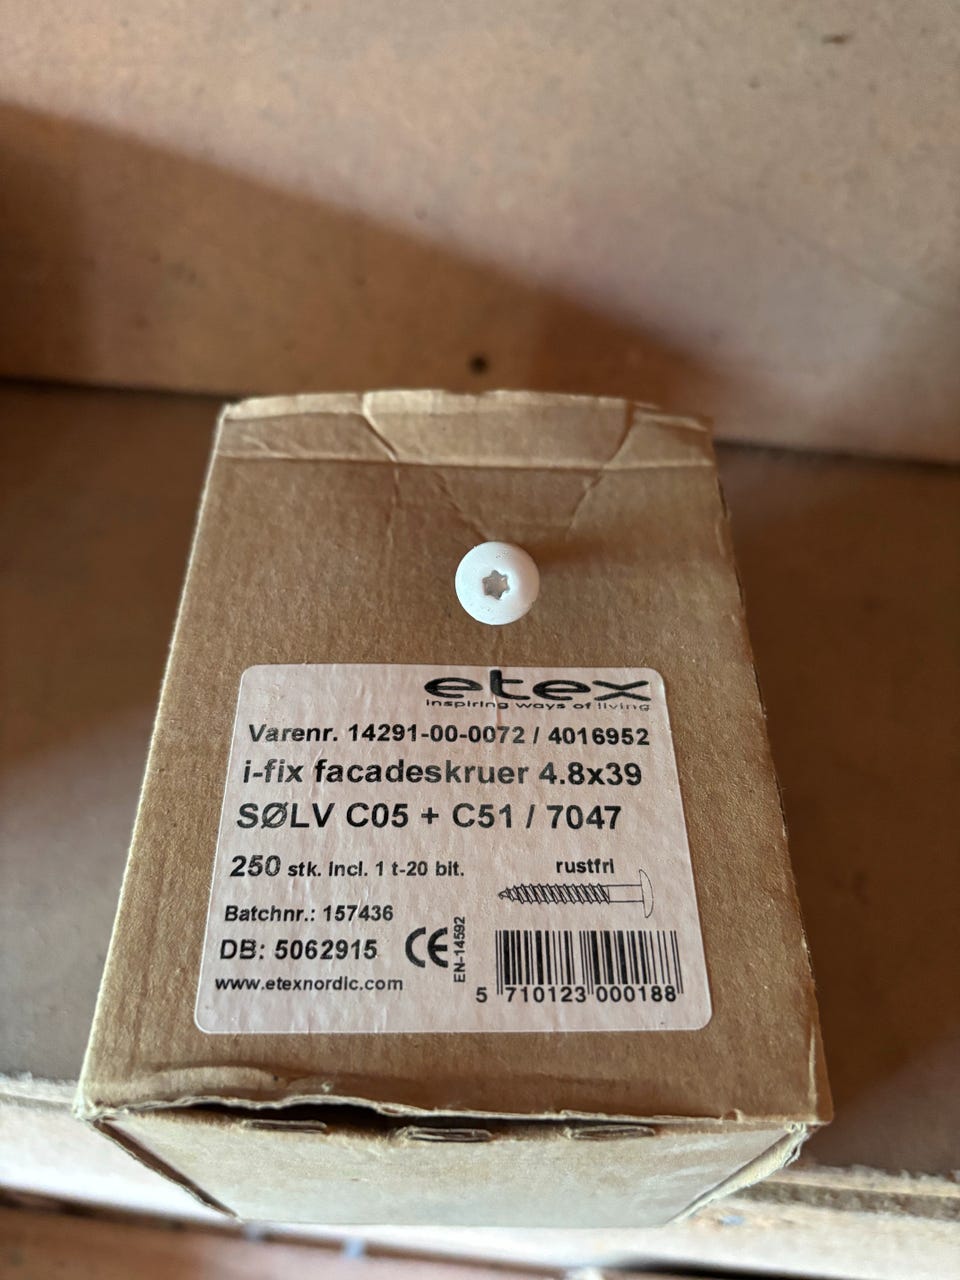 etex
inspiring ways of living
Varenr. 14291-00-0072 / 4016952
i-fix facadeskruer 4.8x39
SØLV C05 + C51 / 7047
250 stk. incl. 1 t-20 bit.
rustfri
Batchnr.: 157436
DB: 5062915
CE
EN-14592
www.etexnordic.com
5 710123 000188